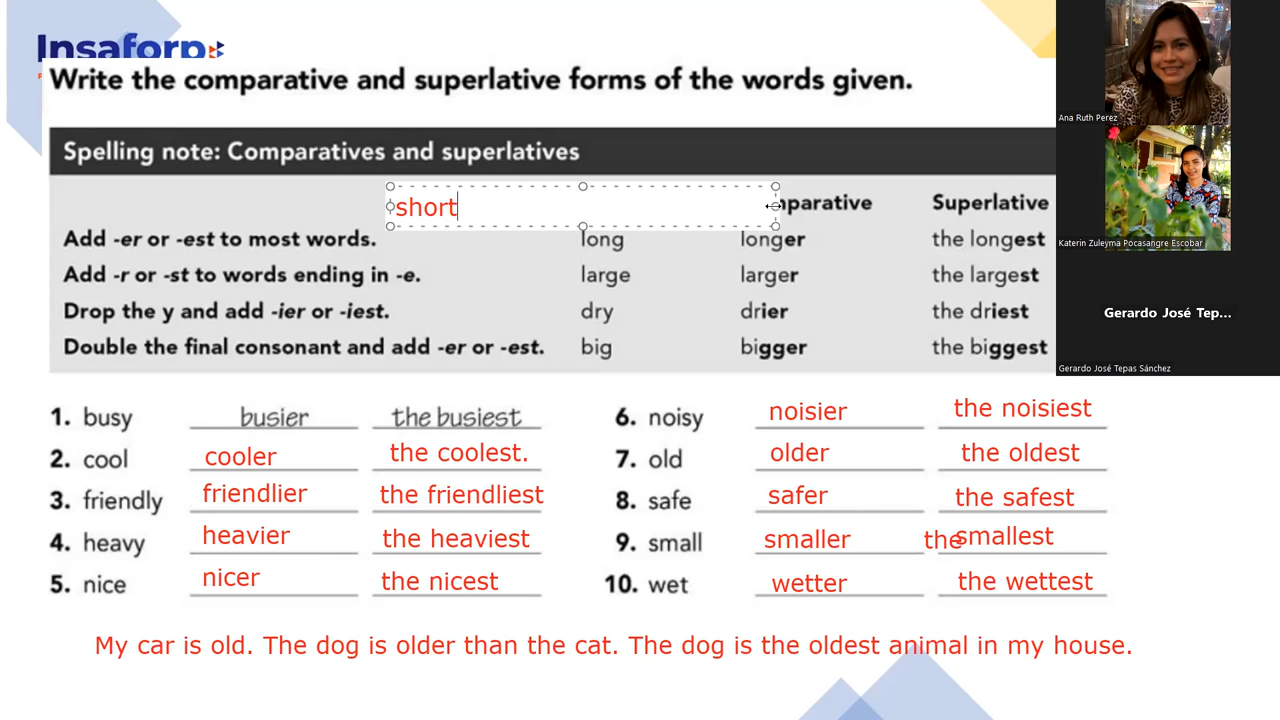 Insaforp
Write the comparative and superlative forms of the words given.
Spelling note: Comparatives and superlatives
short
Superlative
Add -er or -est to most words. long longer the longest
Add -r or -st to words ending in -e. large larger the largest
Drop the y and add -ier or -iest. dry drier the driest
Double the final consonant and add -er or -est. big bigger the biggest
1. busy busier the busiest
2. cool cooler the coolest.
3. friendly friendlier the friendliest
4. heavy heavier the heaviest
5. nice nicer the nicest
6. noisy noisier the noisiest
7. old older the oldest
8. safe safer the safest
9. small smaller the smallest
10. wet wetter the wettest
My car is old. The dog is older than the cat. The dog is the oldest animal in my house.
Ana Ruth Perez
Katerin Zuleyma Pocasangre Escobar
Gerardo José Tep...
Gerardo José Tepas Sánchez